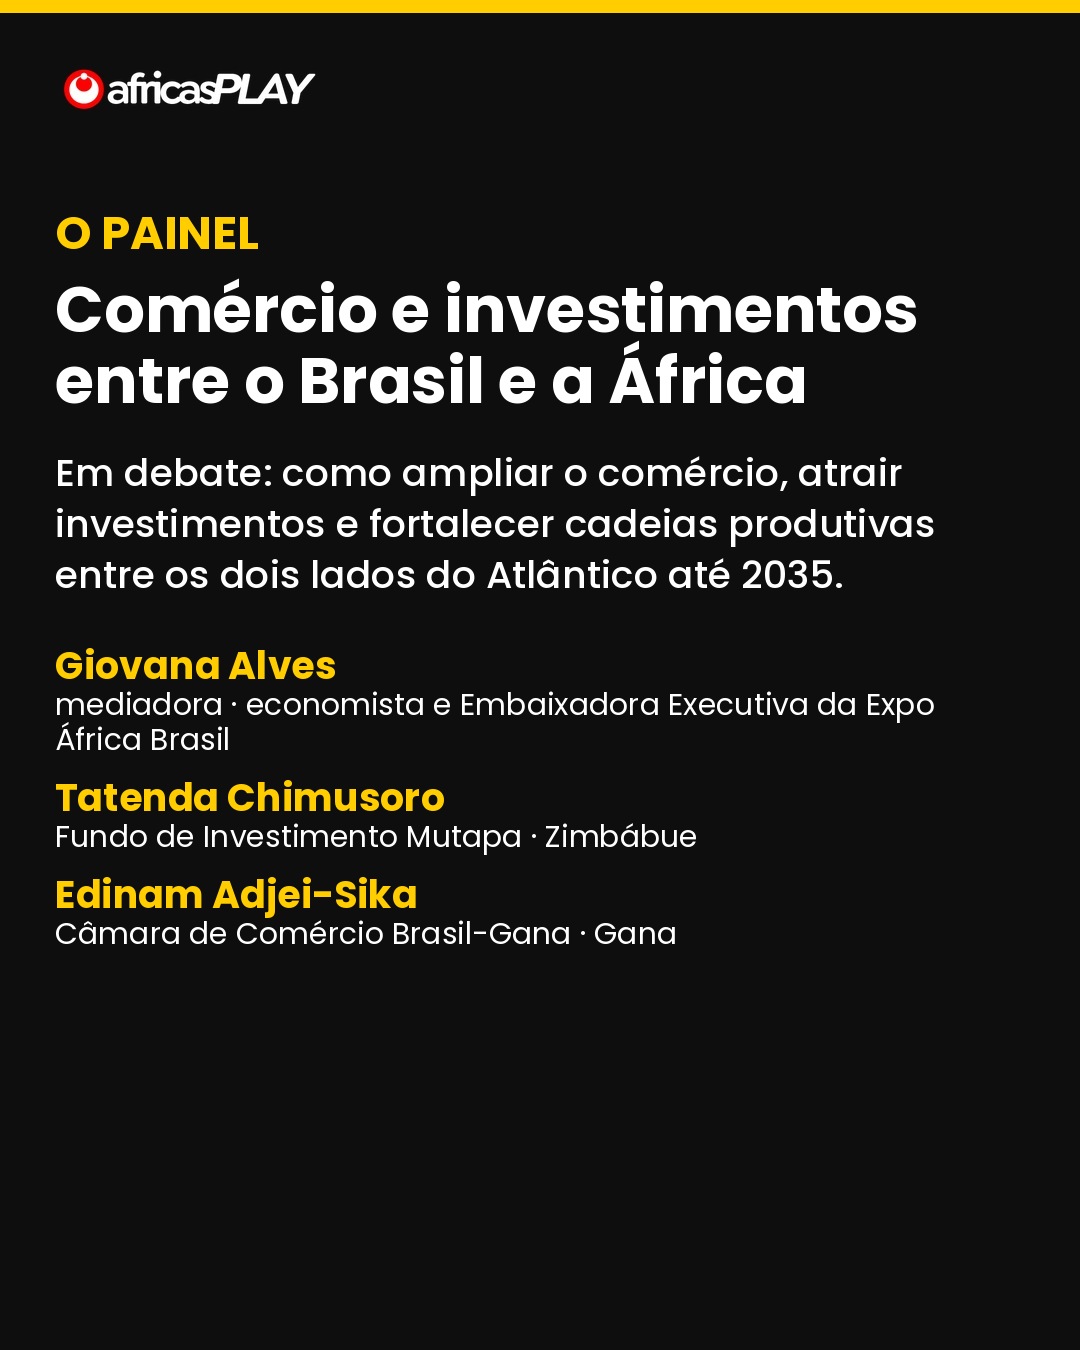 africasPLAY
O PAINEL
Comércio e investimentos
entre o Brasil e a África
Em debate: como ampliar o comércio, atrair
investimentos e fortalecer cadeias produtivas
entre os dois lados do Atlântico até 2035.
Giovana Alves
mediadora · economista e Embaixadora Executiva da Expo
África Brasil
Tatenda Chimusoro
Fundo de Investimento Mutapa · Zimbábue
Edinam Adjei-Sika
Câmara de Comércio Brasil-Gana · Gana